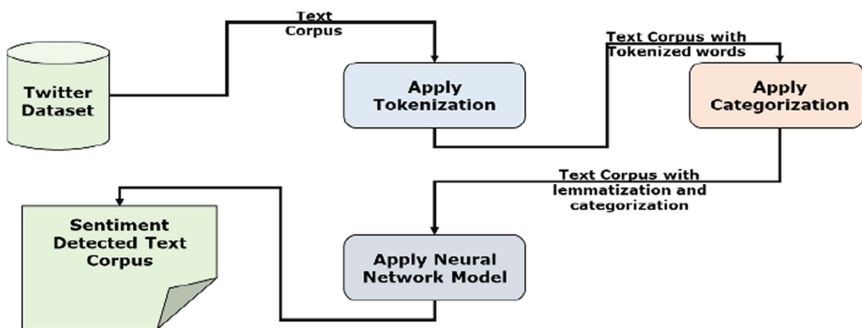 Text
Corpus
Text Corpus with
Tokenized words
Twitter
Dataset
Apply
Tokenization
Apply
Categorization
Text Corpus with
lemmatization and
categorization
Sentiment
Detected Text
Corpus
Apply Neural
Network Model